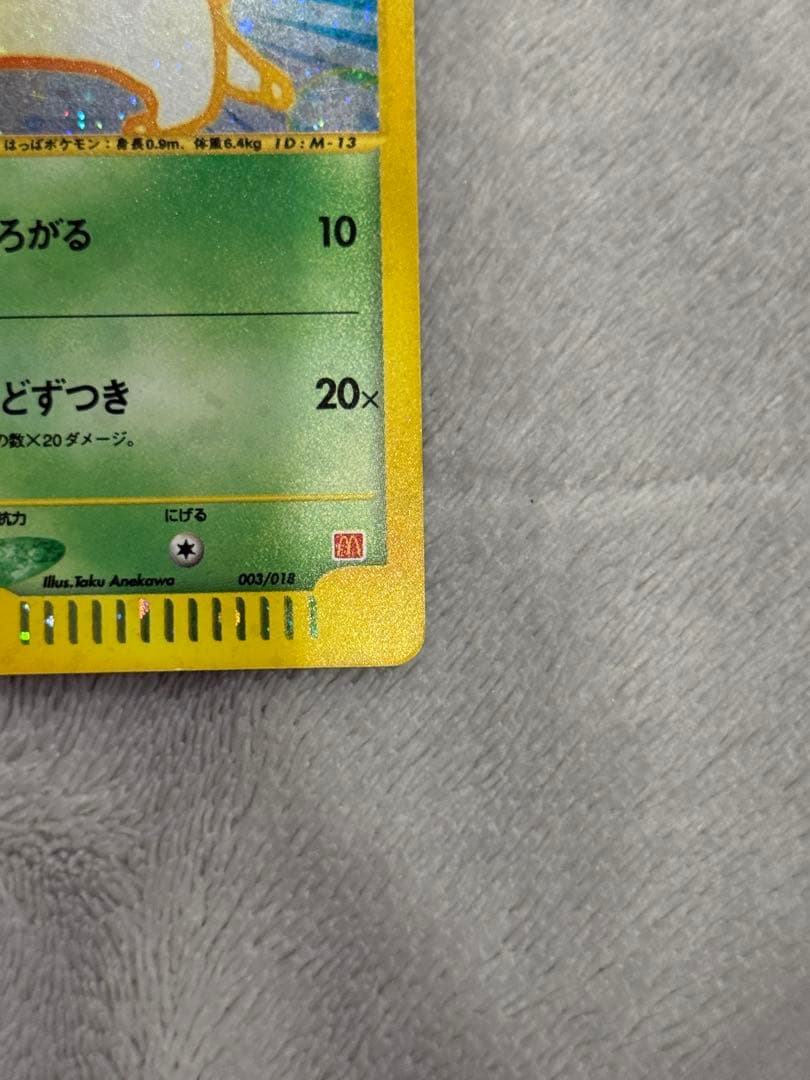 はっぱポケモン：身長0.9m、体重6.4kg ID：M-13
ろがる 10
どずつき 20×
の数×20ダメージ。
抗力 にげる
Illus.Taku Anekawa 003/018